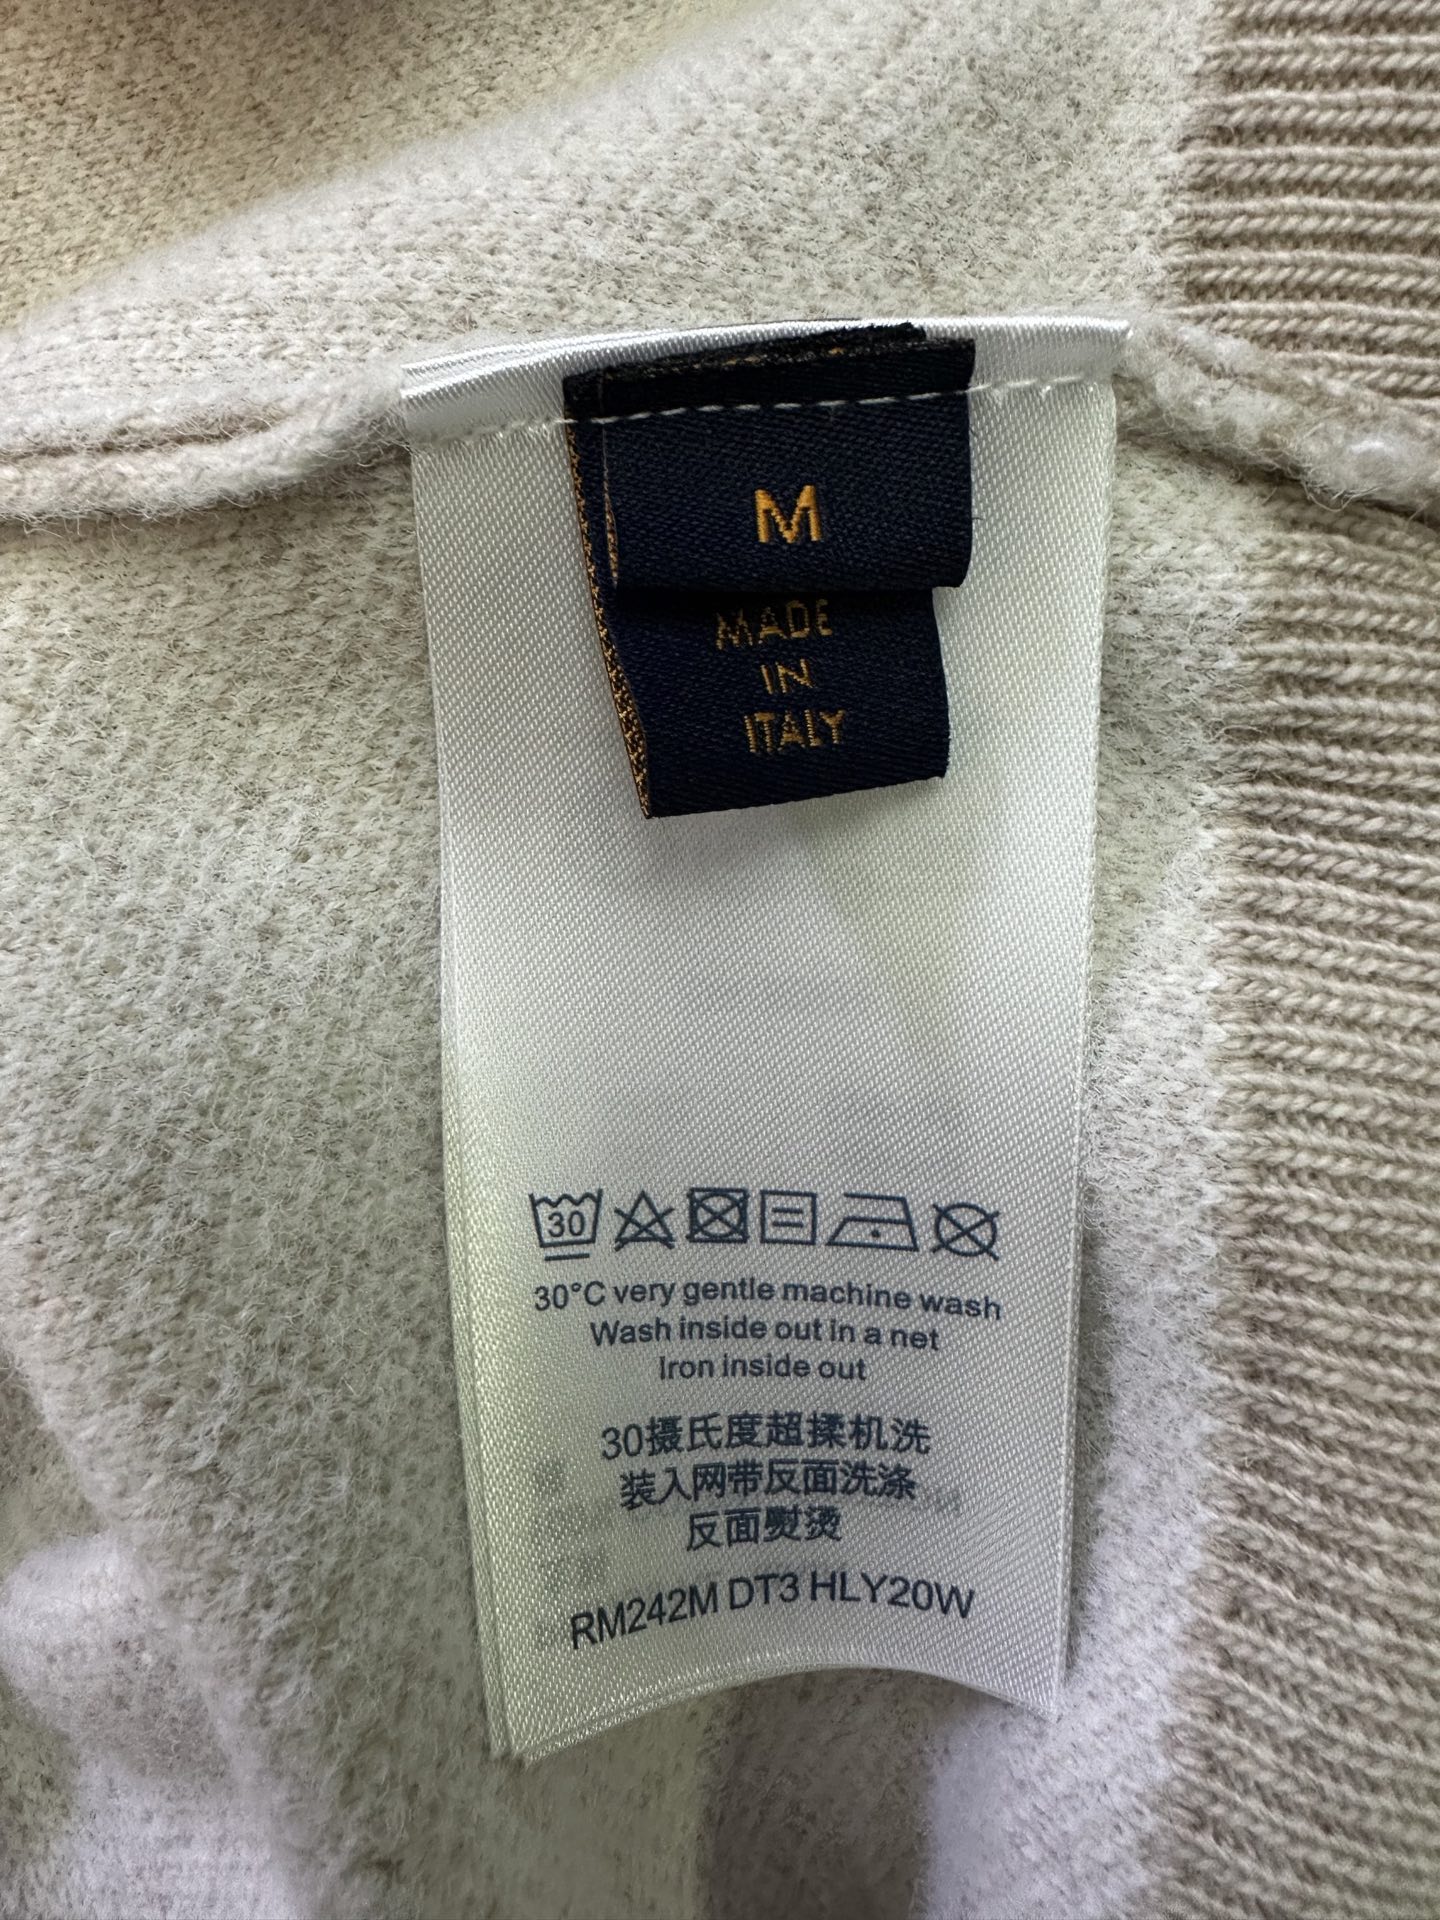 M
MADE
IN
ITALY
30
30°C very gentle machine wash
Wash inside out in a net
Iron inside out
30摄氏度超揉机洗
装入网带反面洗涤
反面熨烫
RM242M DT3 HLY20W